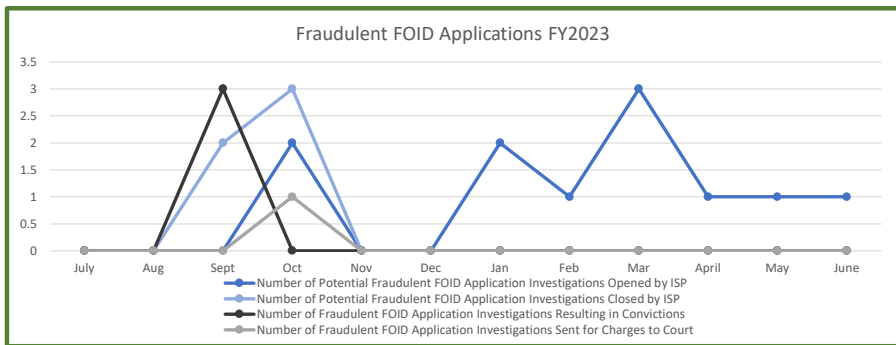 Fraudulent FOID Applications FY2023
3.5
3
2.5
2
1.5
1
0.5
0
July Aug Sept Oct Nov Dec Jan Feb Mar April May June
Number of Potential Fraudulent FOID Application Investigations Opened by ISP
Number of Potential Fraudulent FOID Application Investigations Closed by ISP
Number of Fraudulent FOID Application Investigations Resulting in Convictions
Number of Fraudulent FOID Application Investigations Sent for Charges to Court